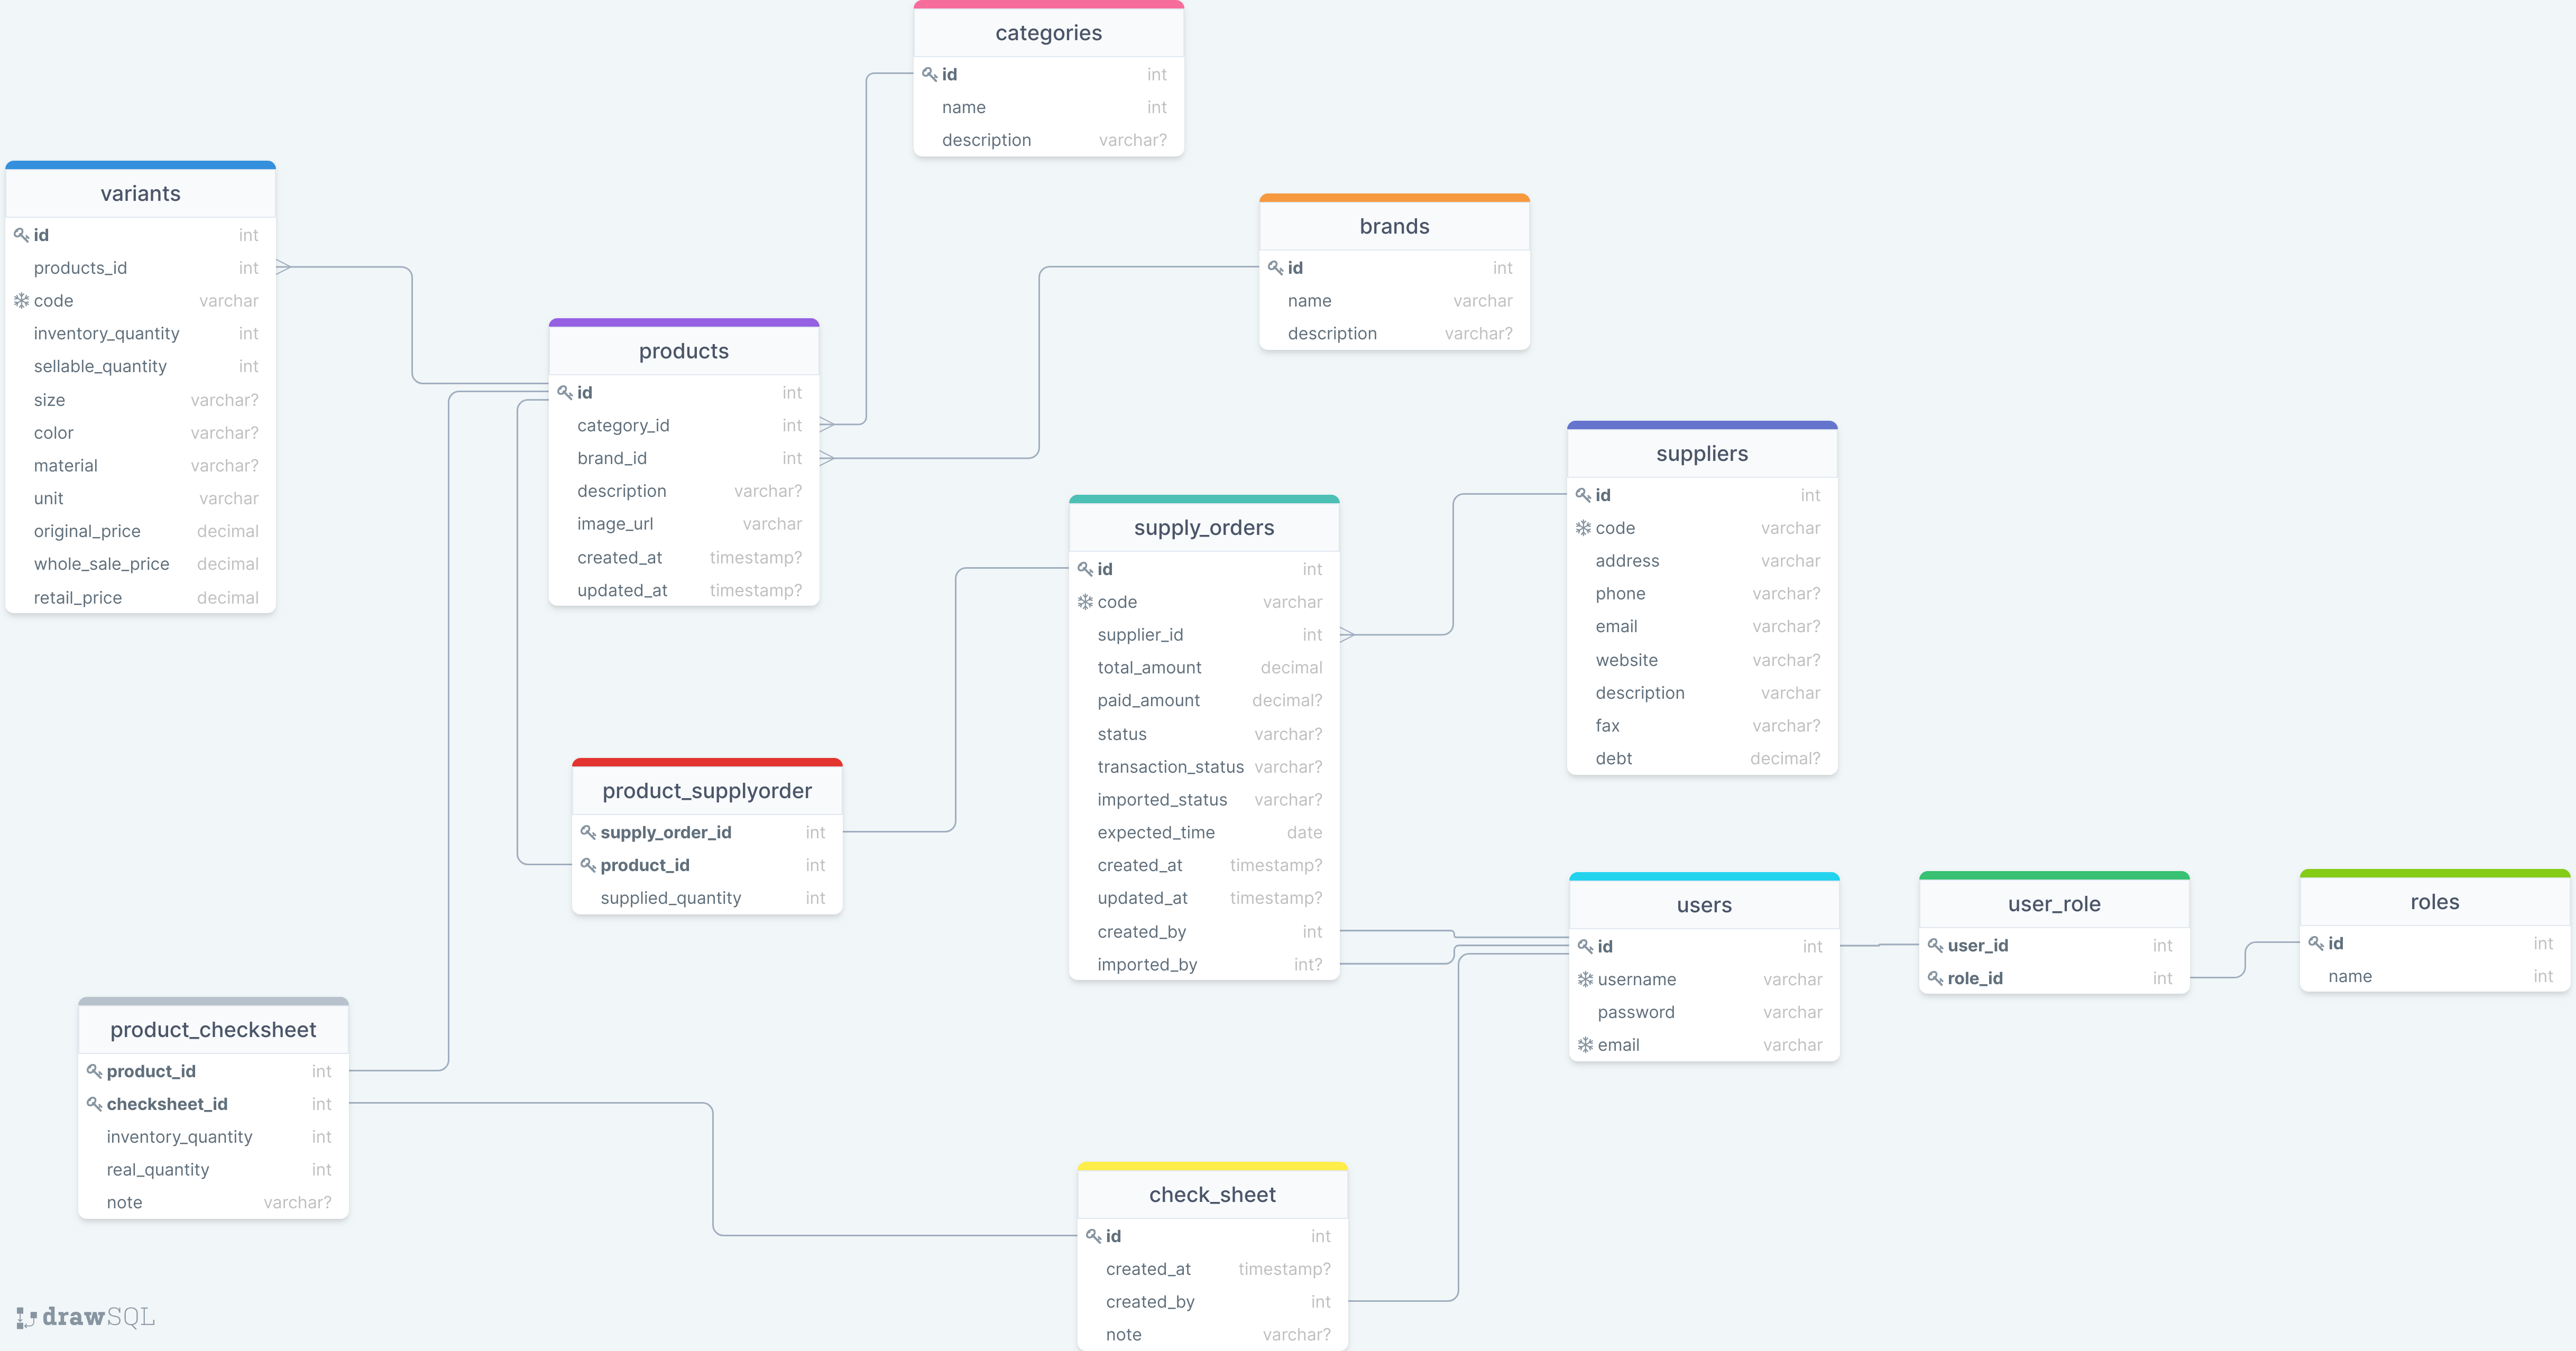 categories
id int
name int
description varchar?
variants
id int
products_id int
code varchar
inventory_quantity int
sellable_quantity int
size varchar?
color varchar?
material varchar?
unit varchar
original_price decimal
whole_sale_price decimal
retail_price decimal
brands
id int
name varchar
description varchar?
products
id int
category_id int
brand_id int
description varchar?
image_url varchar
created_at timestamp?
updated_at timestamp?
suppliers
id int
code varchar
address varchar
phone varchar?
email varchar?
website varchar?
description varchar
fax varchar?
debt decimal?
supply_orders
id int
code varchar
supplier_id int
total_amount decimal
paid_amount decimal?
status varchar?
transaction_status varchar?
imported_status varchar?
expected_time date
created_at timestamp?
updated_at timestamp?
created_by int
imported_by int?
product_supplyorder
supply_order_id int
product_id int
supplied_quantity int
users
id int
username varchar
password varchar
email varchar
user_role
user_id int
role_id int
roles
id int
name int
product_checksheet
product_id int
checksheet_id int
inventory_quantity int
real_quantity int
note varchar?
check_sheet
id int
created_at timestamp?
created_by int
note varchar?
drawSQL